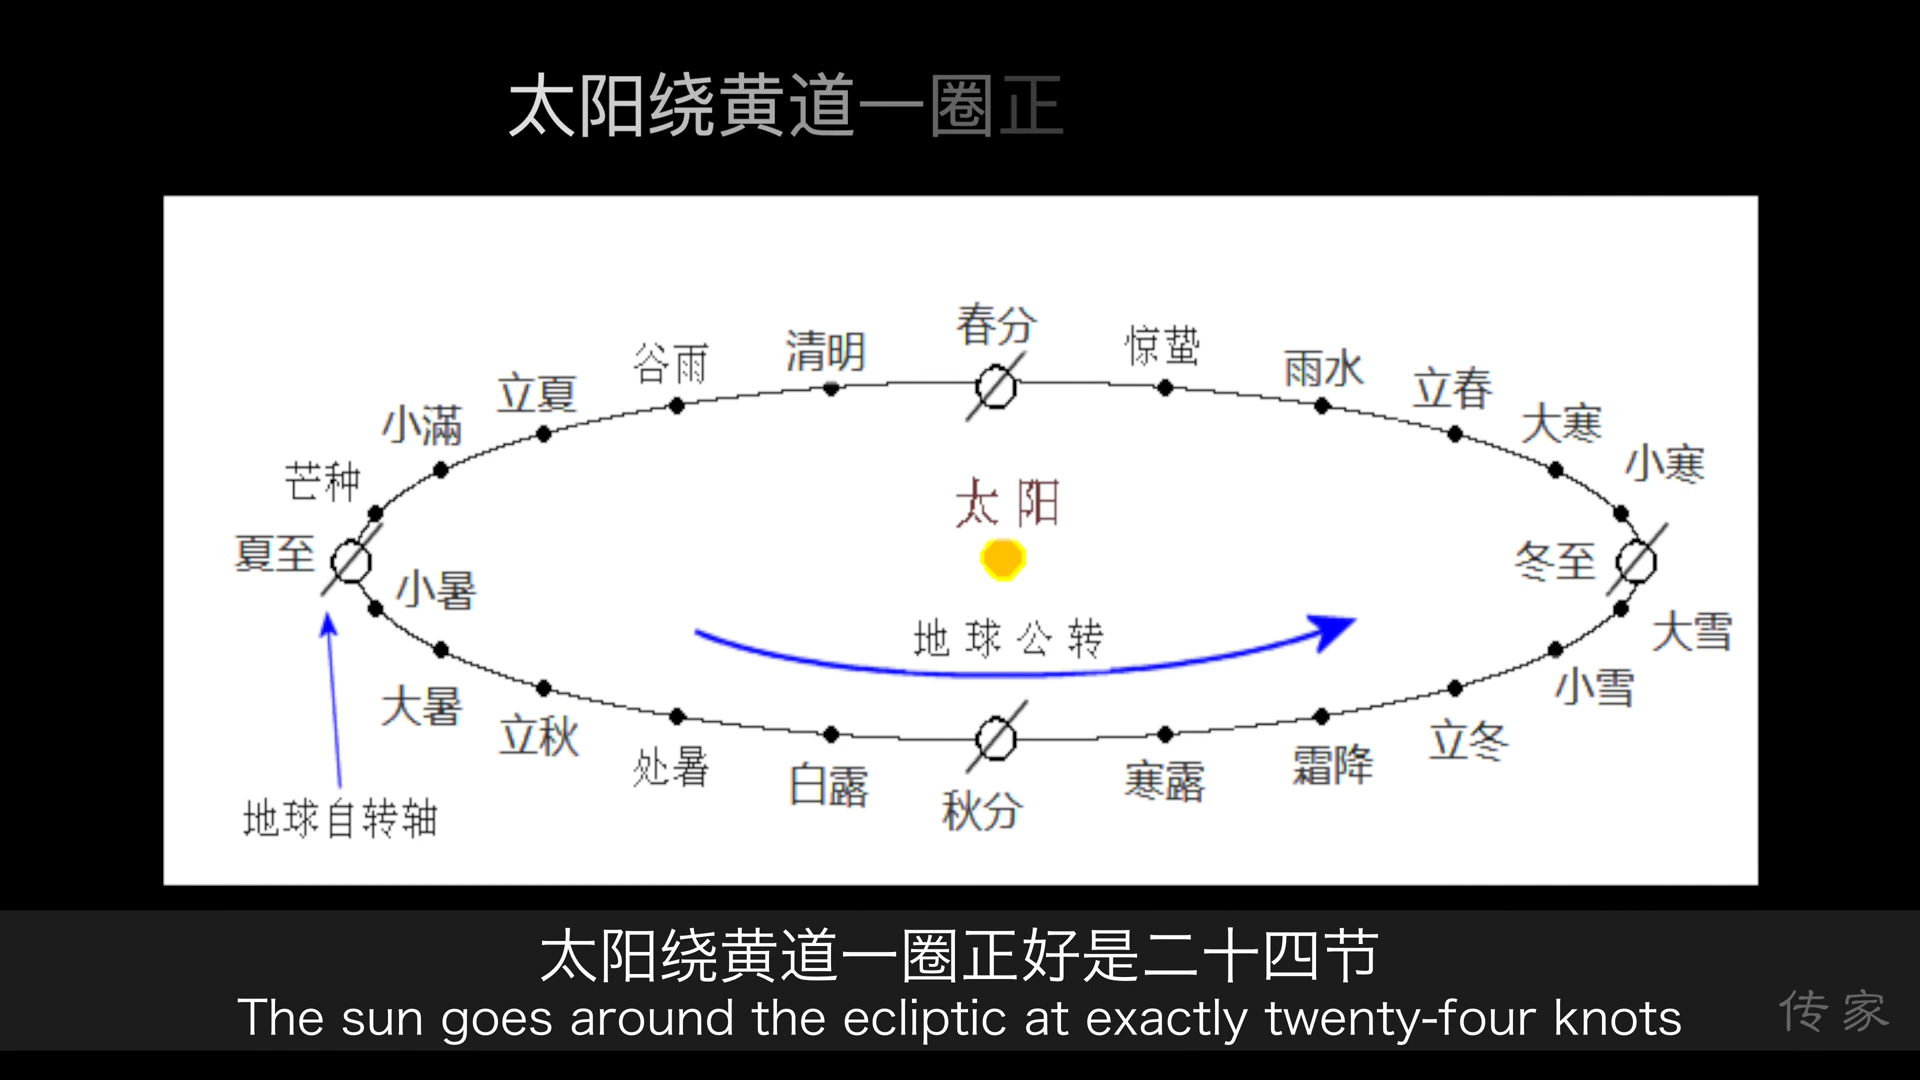 太阳绕黄道一圈正
春分
清明
惊蛰
谷雨
雨水
立夏
立春
小滿
大寒
芒种
小寒
太阳
夏至
冬至
小暑
地球公转
大雪
大暑
小雪
立秋
立冬
处暑
霜降
白露
寒露
秋分
地球自转轴
太阳绕黄道一圈正好是二十四节
The sun goes around the ecliptic at exactly twenty-four knots
传家